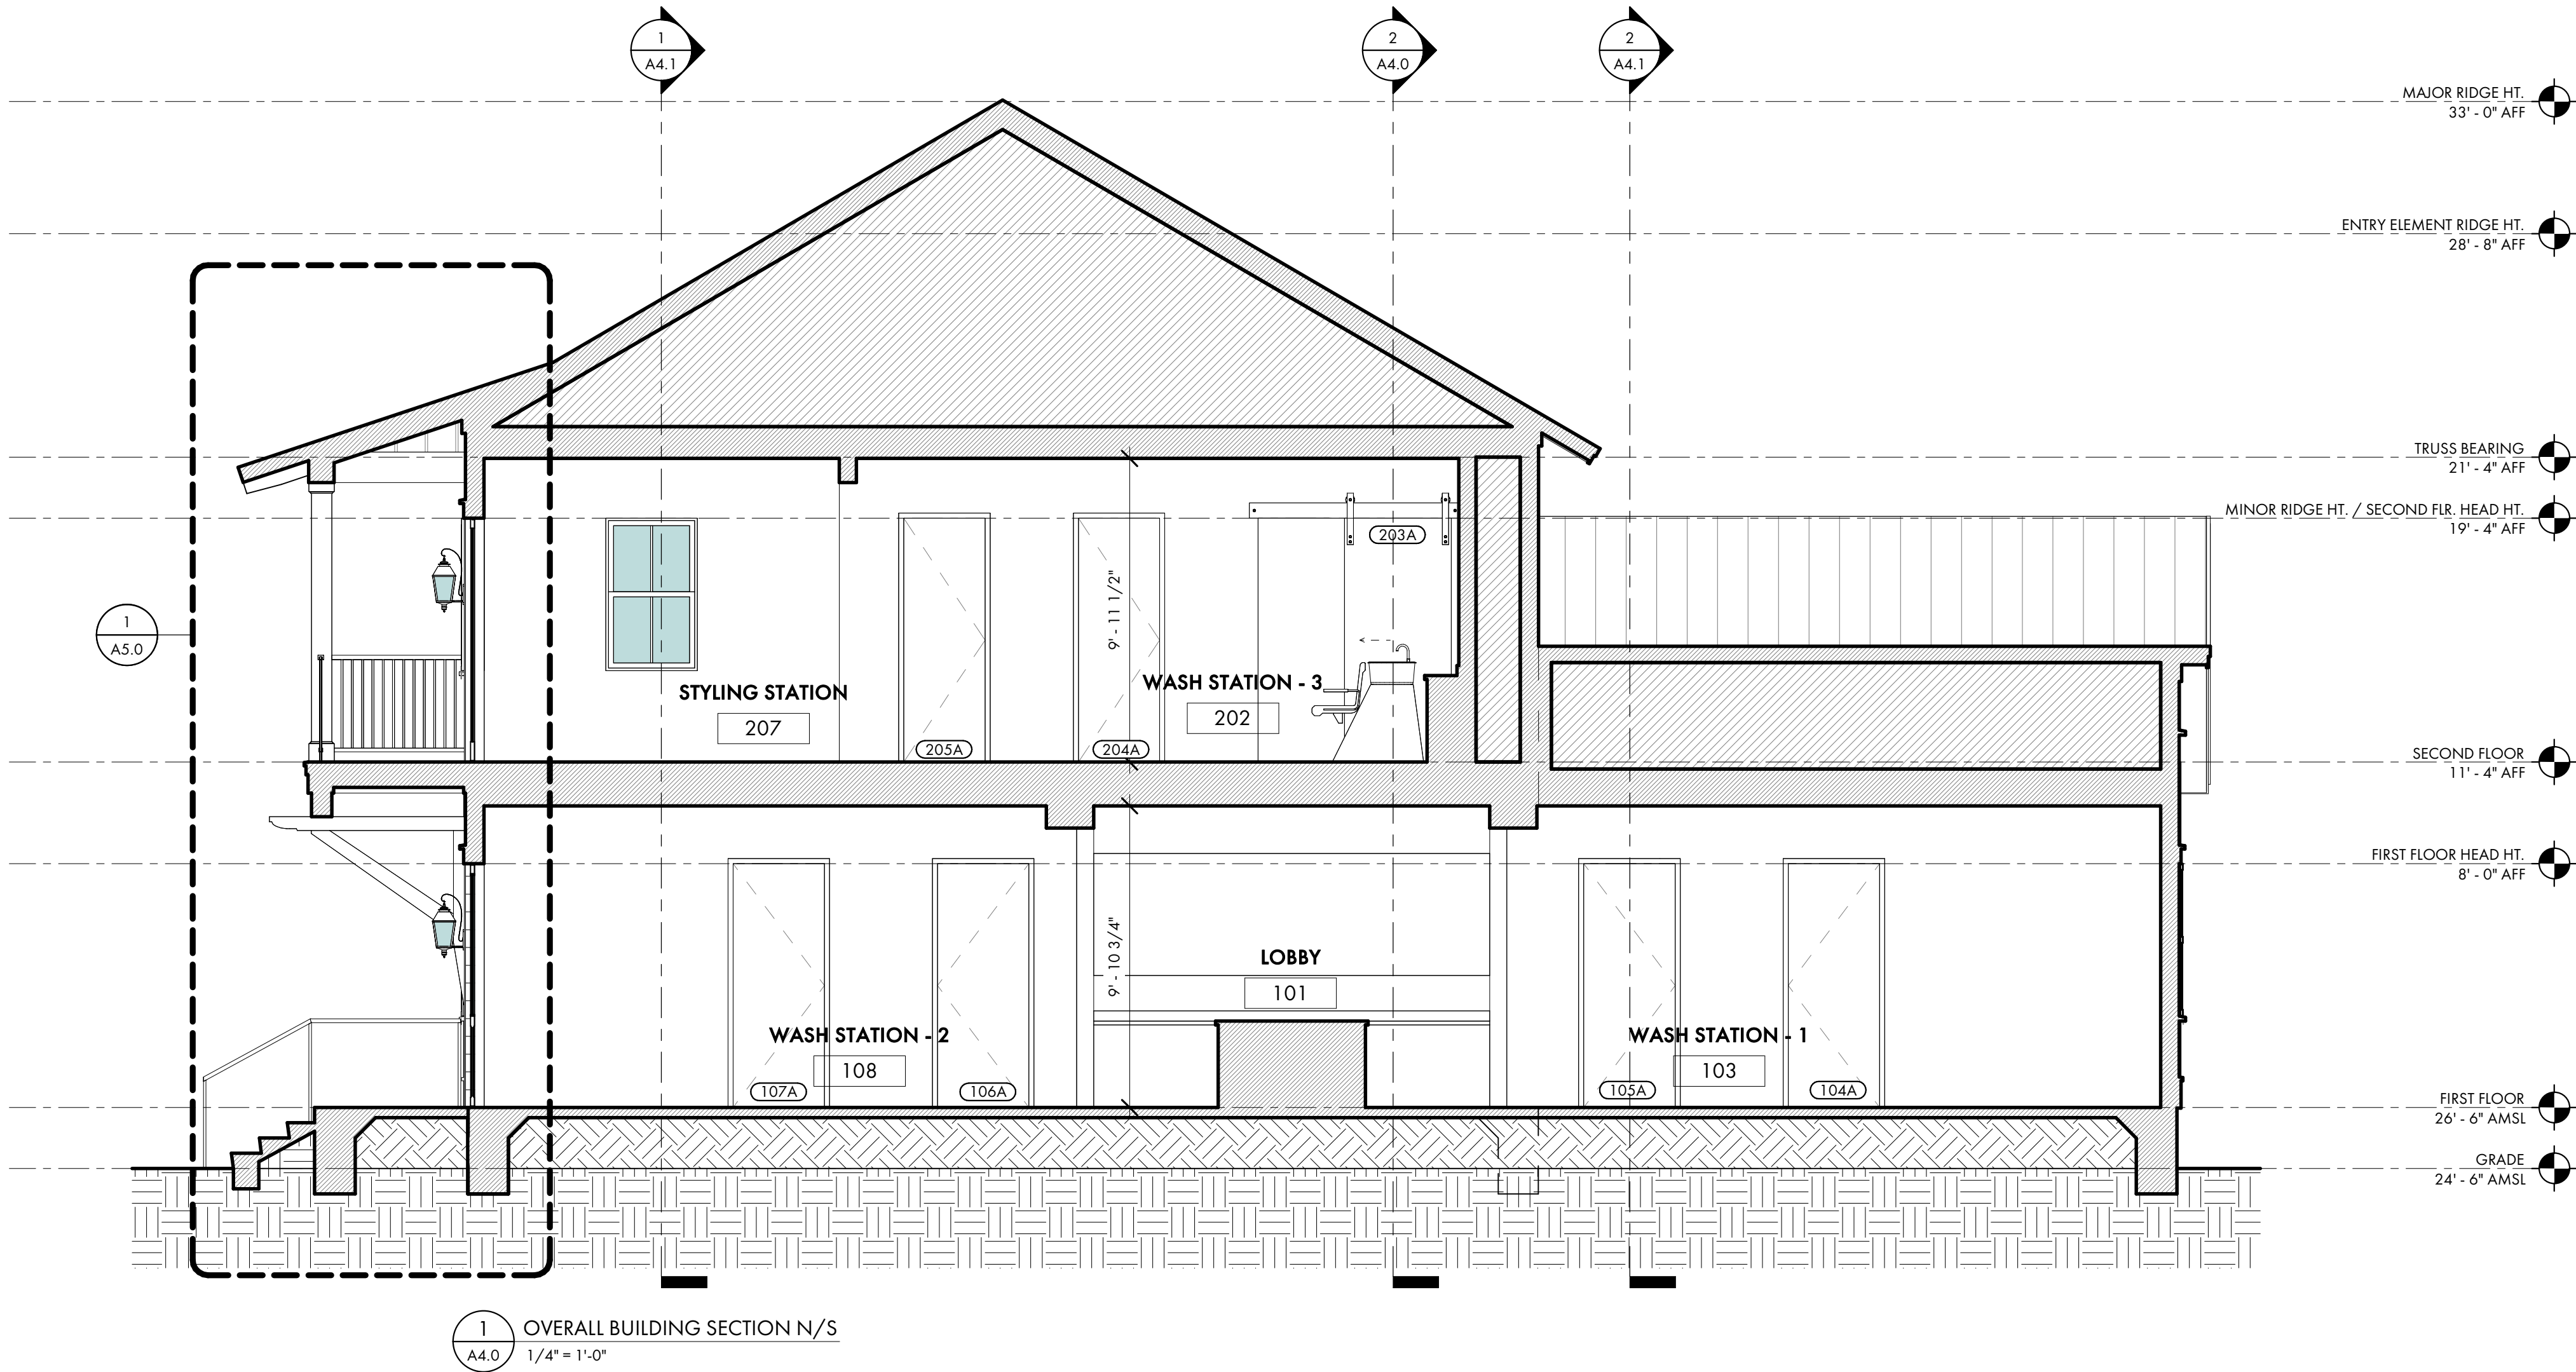 1
A4.1
2
A4.0
2
A4.1
MAJOR RIDGE HT.
33' - 0" AFF
ENTRY ELEMENT RIDGE HT.
28' - 8" AFF
TRUSS BEARING
21' - 4" AFF
MINOR RIDGE HT. / SECOND FLR. HEAD HT.
19' - 4" AFF
203A
9' - 11 1/2"
1
A5.0
STYLING STATION
207
WASH STATION - 3
202
205A
204A
SECOND FLOOR
11' - 4" AFF
FIRST FLOOR HEAD HT.
8' - 0" AFF
9' - 10 3/4"
LOBBY
101
WASH STATION - 2
108
WASH STATION - 1
103
107A
106A
105A
104A
FIRST FLOOR
26' - 6" AMSL
GRADE
24' - 6" AMSL
1
A4.0
OVERALL BUILDING SECTION N/S
1/4" = 1'-0"